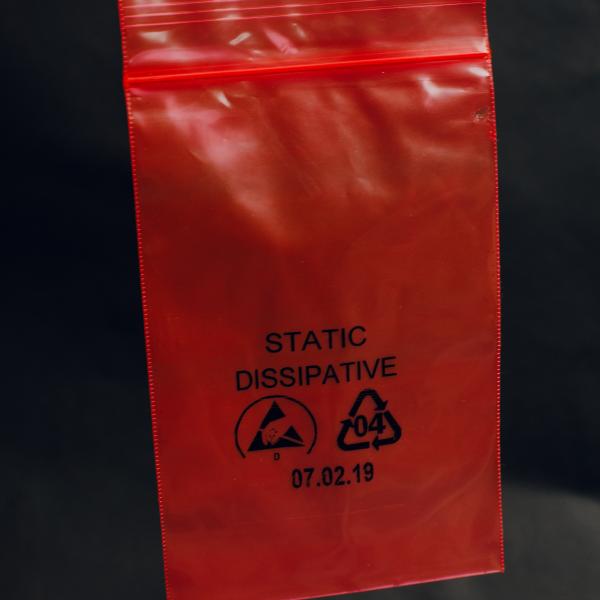 STATIC
DISSIPATIVE
D
04
07.02.19